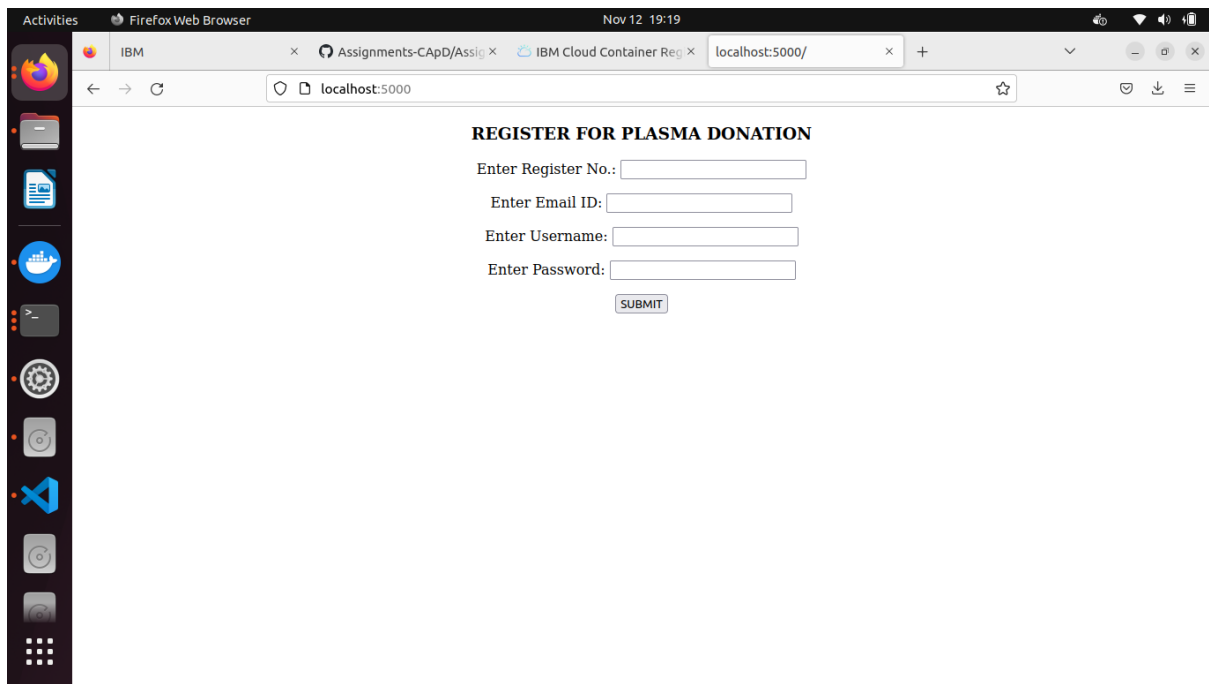 Activities Firefox Web Browser Nov 12 19:19
IBM Assignments-CApD/Assig IBM Cloud Container Reg localhost:5000/
localhost:5000
REGISTER FOR PLASMA DONATION
Enter Register No.:
Enter Email ID:
Enter Username:
Enter Password:
SUBMIT